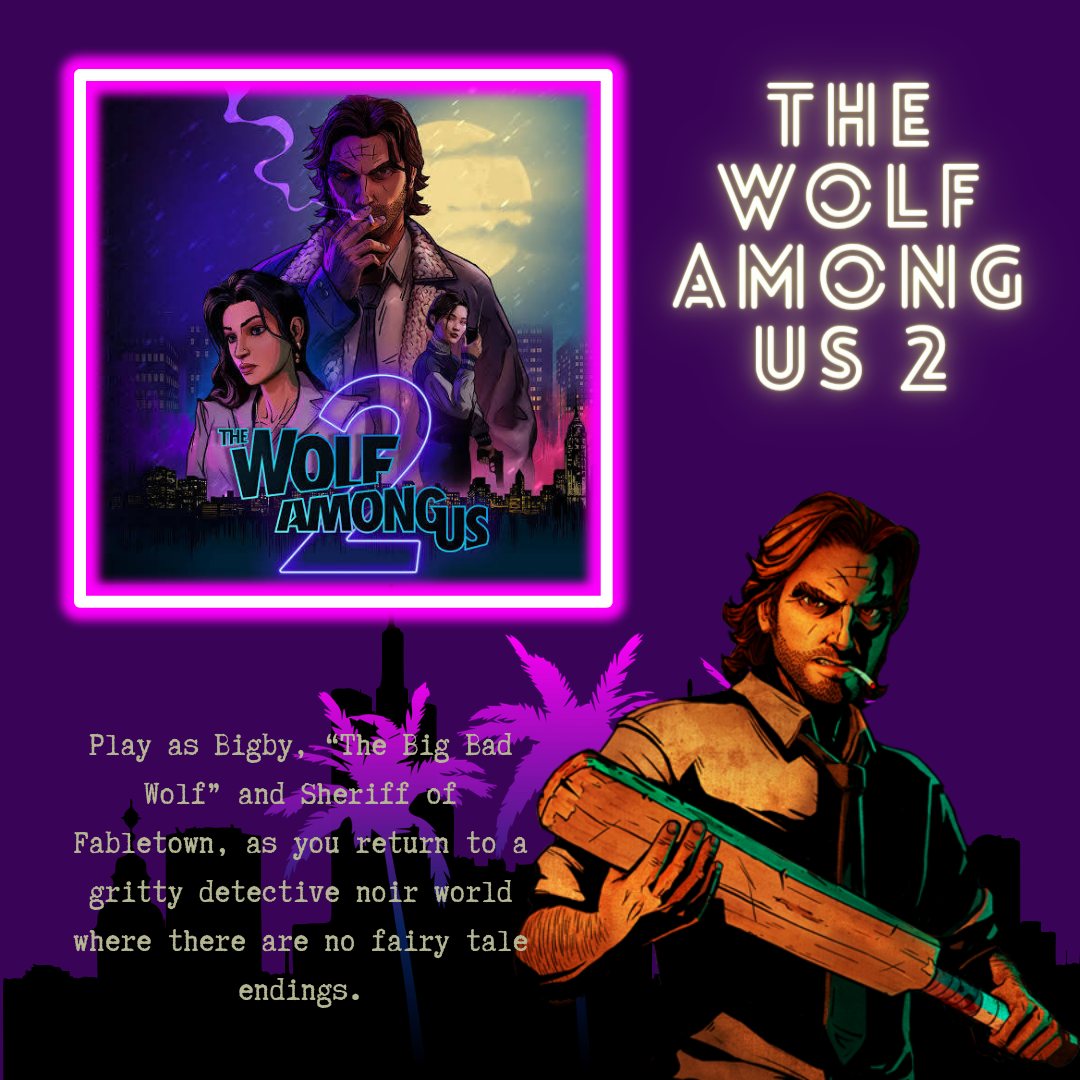 THE
WOLF
AMONG
US 2
THE
WOLF
AMONG
US
2
Play as Bigby, “The Big Bad
Wolf” and Sheriff of
Fabletown, as you return to a
gritty detective noir world
where there are no fairy tale
endings.